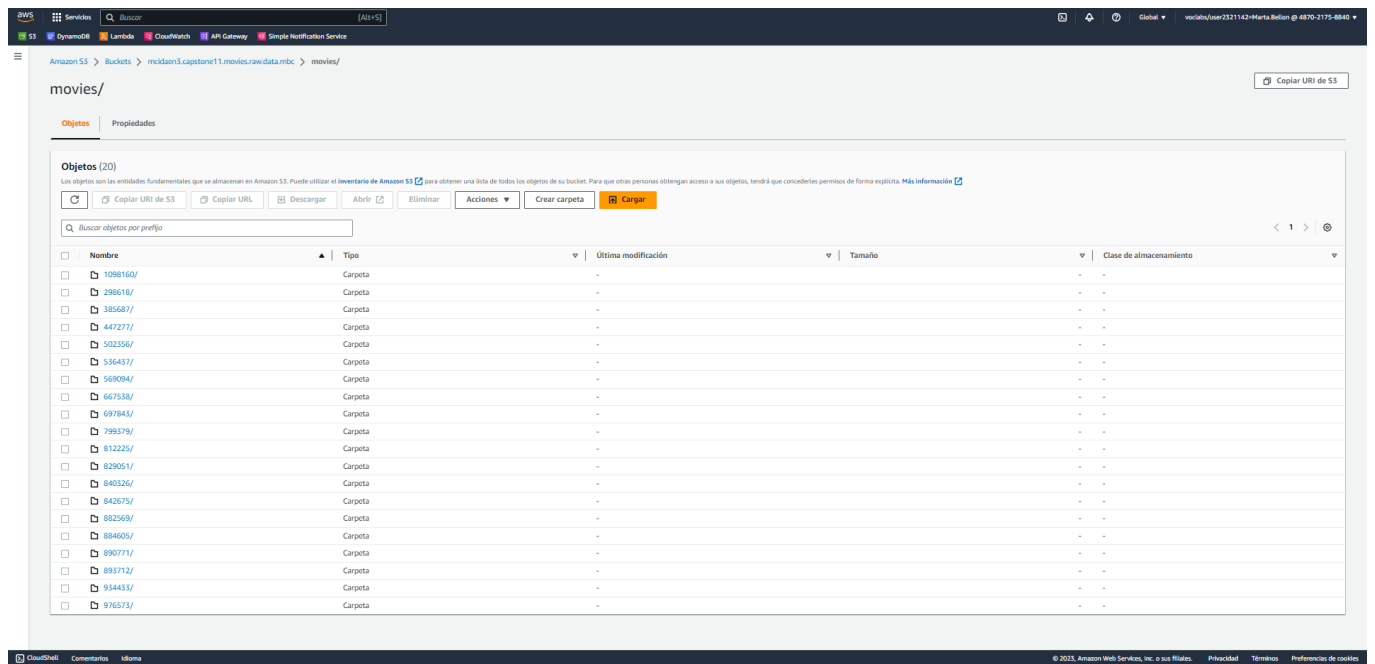 aws Servicios Buscar [Alt+S] Global ▼ voclabs/user2321142=Marta.Bellon @ 4870-2175-8840 ▼
S3 DynamoDB Lambda CloudWatch API Gateway Simple Notification Service
Amazon S3 > Buckets > mcidaen3.capstone11.movies.raw.data.mbc > movies/
movies/
Copiar URI de S3
Objetos Propiedades
Objetos (20)
Los objetos son las entidades fundamentales que se almacenan en Amazon S3. Puede utilizar el inventario de Amazon S3 para obtener una lista de todos los objetos de su bucket. Para que otras personas obtengan acceso a sus objetos, tendrá que concederles permisos de forma explícita. Más información
Copiar URI de S3 Copiar URL Descargar Abrir Eliminar Acciones ▼ Crear carpeta Cargar
Buscar objetos por prefijo < 1 >
Nombre ▲ Tipo Última modificación Tamaño Clase de almacenamiento
1098160/ Carpeta - - -
298618/ Carpeta - - -
385687/ Carpeta - - -
447277/ Carpeta - - -
502356/ Carpeta - - -
536437/ Carpeta - - -
569094/ Carpeta - - -
667538/ Carpeta - - -
697843/ Carpeta - - -
799379/ Carpeta - - -
812225/ Carpeta - - -
829051/ Carpeta - - -
840326/ Carpeta - - -
842675/ Carpeta - - -
882569/ Carpeta - - -
884605/ Carpeta - - -
890771/ Carpeta - - -
893712/ Carpeta - - -
934433/ Carpeta - - -
976573/ Carpeta - - -
CloudShell Comentarios Idioma © 2023, Amazon Web Services, Inc. o sus filiales. Privacidad Términos Preferencias de cookies